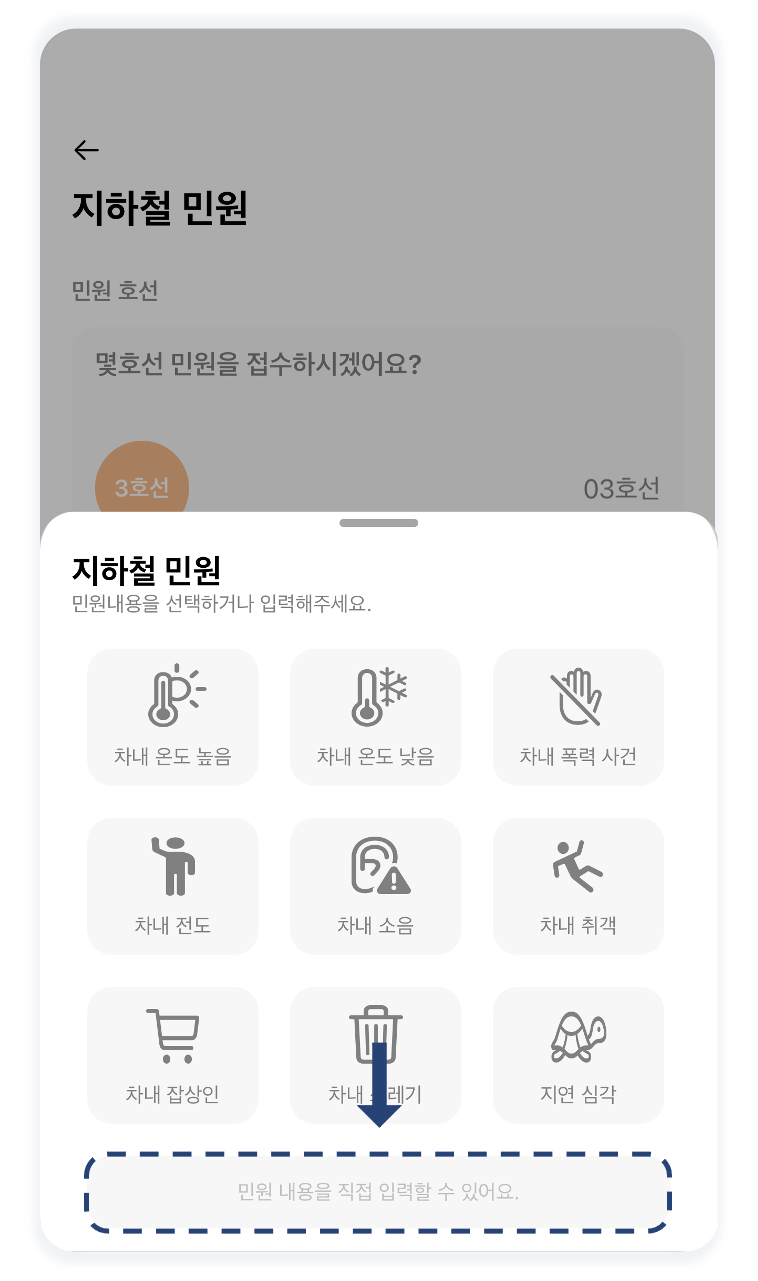 지하철 민원
민원 호선
몇호선 민원을 접수하시겠어요?
3호선
03호선
지하철 민원
민원내용을 선택하거나 입력해주세요.
차내 온도 높음
차내 온도 낮음
차내 폭력 사건
차내 전도
차내 소음
차내 취객
차내 잡상인
차내 레기
지연 심각
민원 내용을 직접 입력할 수 있어요.